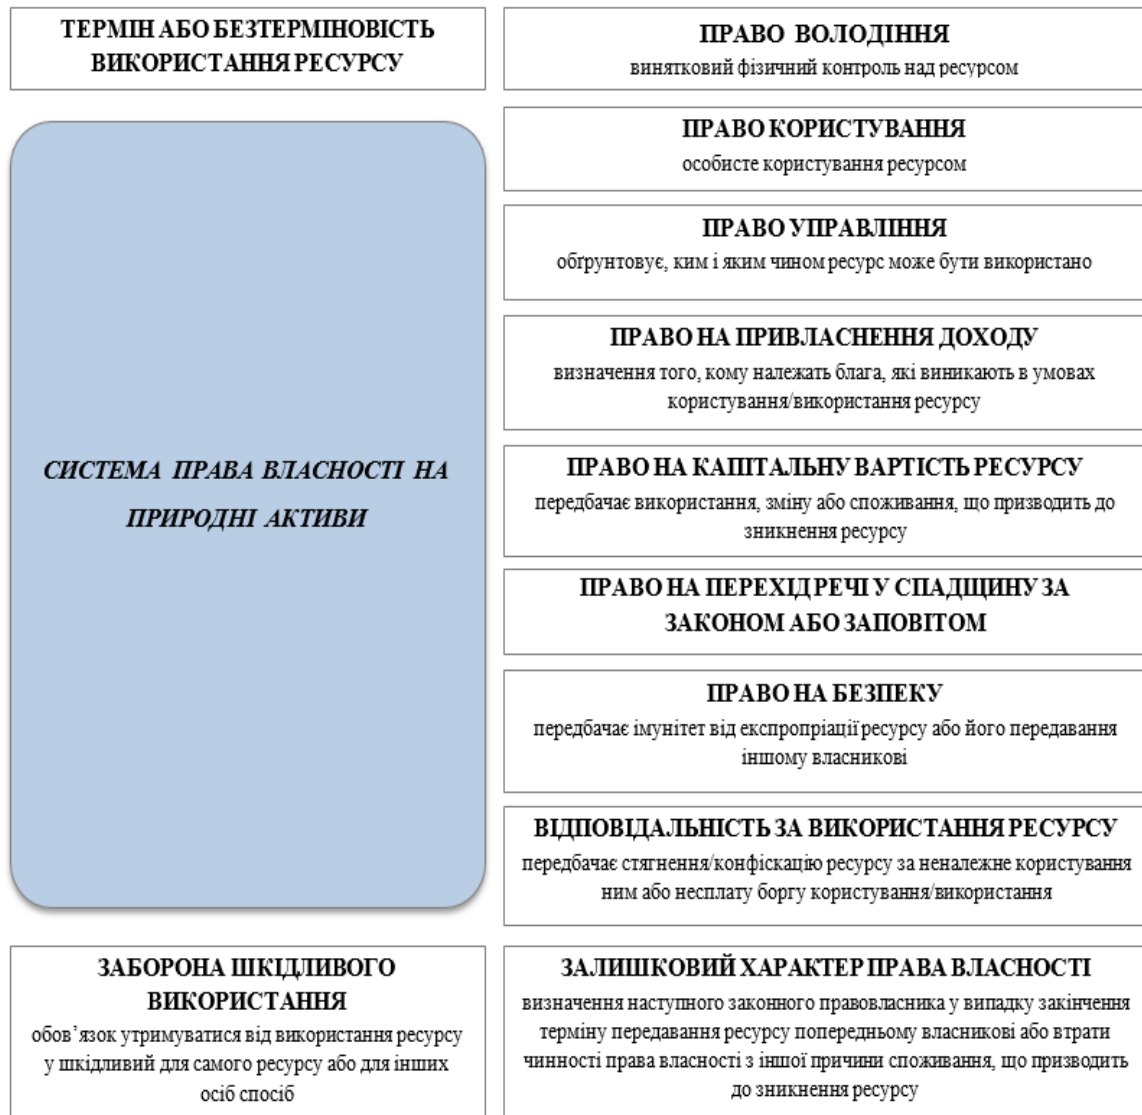 ТЕРМІН АБО БЕЗТЕРМІНОВІСТЬ
ВИКОРИСТАННЯ РЕСУРСУ
ПРАВО ВОЛОДІННЯ
винятковий фізичний контроль над ресурсом
ПРАВО КОРИСТУВАННЯ
особисте користування ресурсом
ПРАВО УПРАВЛІННЯ
обґрунтовує, ким і яким чином ресурс може бути використано
ПРАВО НА ПРИВЛАСНЕННЯ ДОХОДУ
визначення того, кому належать блага, які виникають в умовах
користування/використання ресурсу
СИСТЕМА ПРАВА ВЛАСНОСТІ НА
ПРИРОДНІ АКТИВИ
ПРАВО НА КАПІТАЛЬНУ ВАРТІСТЬ РЕСУРСУ
передбачає використання, зміну або споживання, що призводить до
зникнення ресурсу
ПРАВО НА ПЕРЕХІД РЕЧІ У СПАДЩИНУ ЗА
ЗАКОНОМ АБО ЗАПОВІТОМ
ПРАВО НА БЕЗПЕКУ
передбачає імунітет від експропріації ресурсу або його передавання
іншому власникові
ВІДПОВІДАЛЬНІСТЬ ЗА ВИКОРИСТАННЯ РЕСУРСУ
передбачає стягнення/конфіскацію ресурсу за неналежне користування
ним або несплату боргу користування/використання
ЗАБОРОНА ШКІДЛИВОГО
ВИКОРИСТАННЯ
обов’язок утримуватися від використання ресурсу
у шкідливий для самого ресурсу або для інших
осіб спосіб
ЗАЛИШКОВИЙ ХАРАКТЕР ПРАВА ВЛАСНОСТІ
визначення наступного законного правовласника у випадку закінчення
терміну передавання ресурсу попередньому власникові або втрати
чинності права власності з іншої причини споживання, що призводить
до зникнення ресурсу